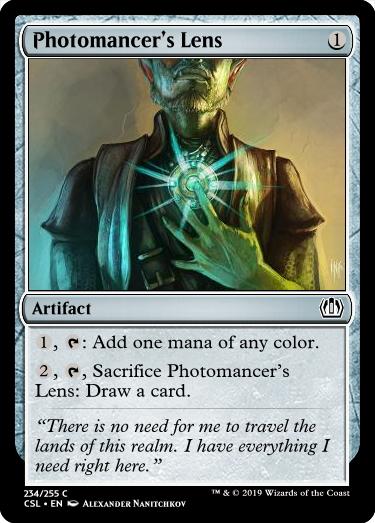 Photomancer's Lens 1
Artifact
1, : Add one mana of any color.
2, , Sacrifice Photomancer's
Lens: Draw a card.
"There is no need for me to travel the
lands of this realm. I have everything I
need right here."
234/255 C
CSL • EN Alexander Nanitchkov
™ & © 2019 Wizards of the Coast